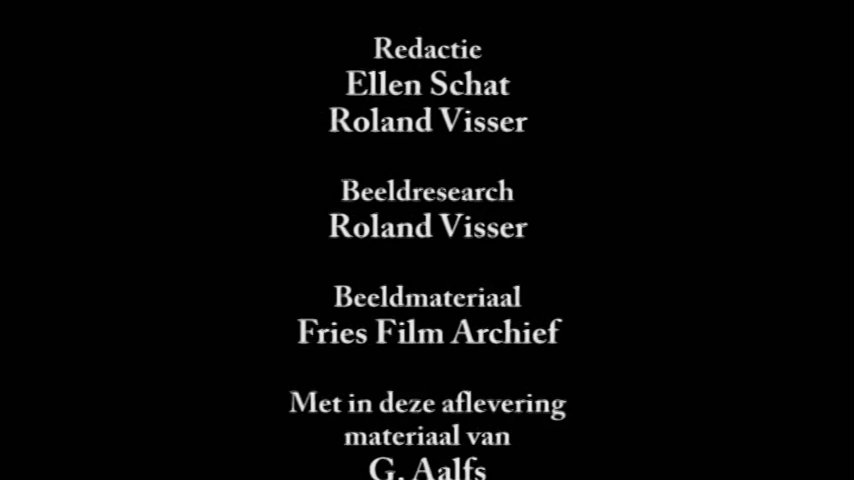 Redactie
Ellen Schat
Roland Visser
Beeldresearch
Roland Visser
Beeldmateriaal
Fries Film Archief
Met in deze aflevering
materiaal van
G. Aalfs